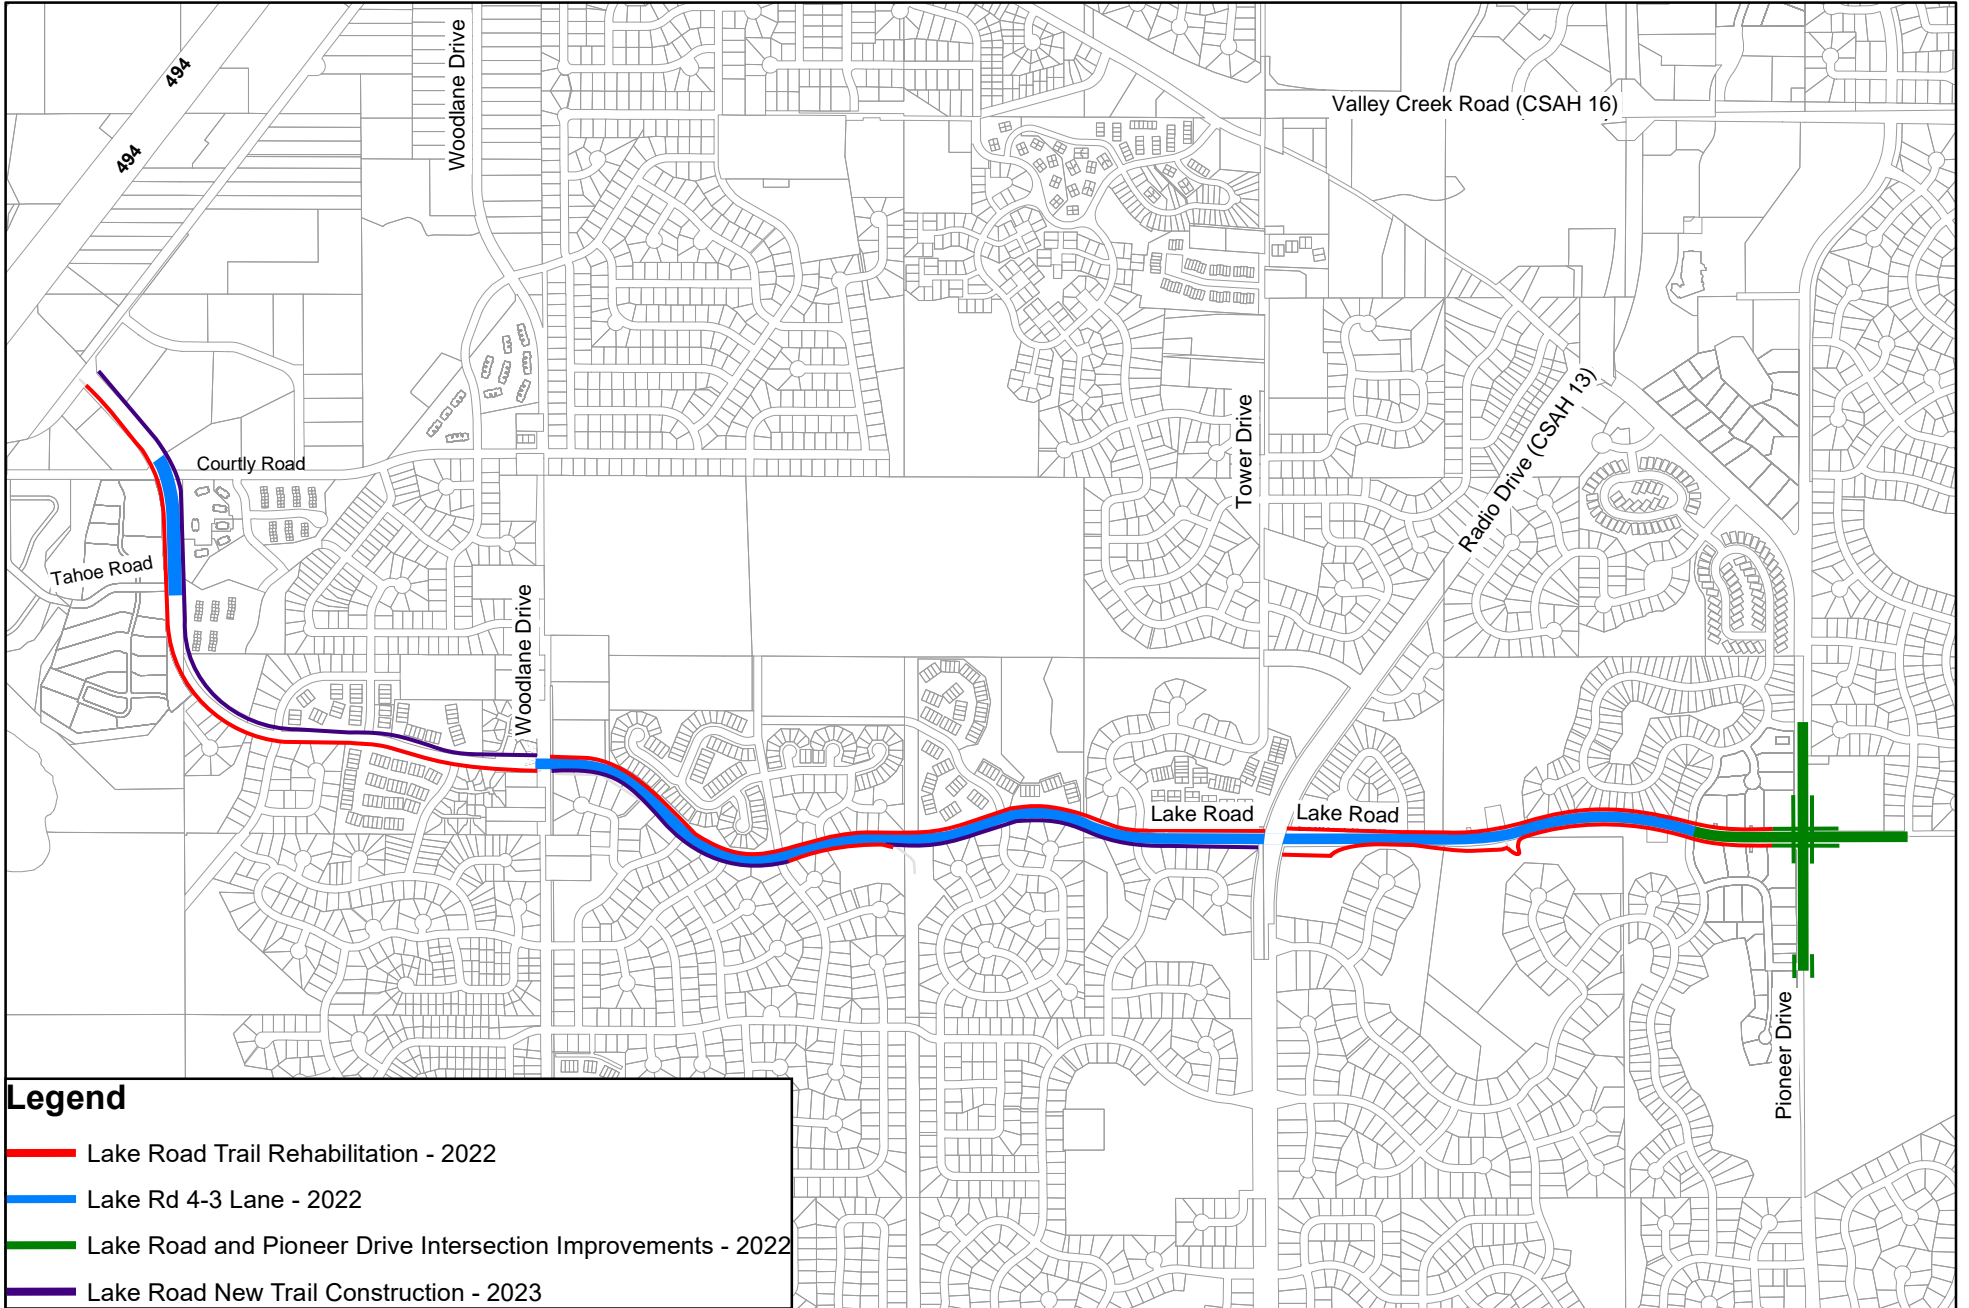 494
Woodlane Drive
Valley Creek Road (CSAH 16)
494
Radio Drive (CSAH 13)
Tower Drive
Courtly Road
Tahoe Road
Woodlane Drive
Lake Road
Lake Road
Pioneer Drive
Legend
Lake Road Trail Rehabilitation - 2022
Lake Rd 4-3 Lane - 2022
Lake Road and Pioneer Drive Intersection Improvements - 2022
Lake Road New Trail Construction - 2023